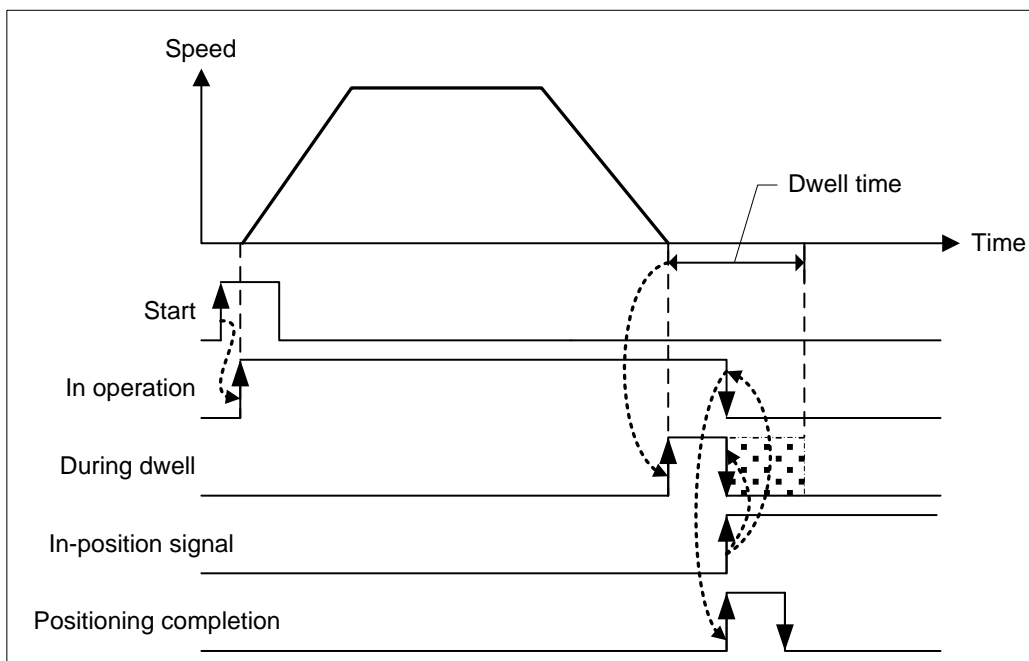 Speed
Dwell time
Time
Start
In operation
During dwell
In-position signal
Positioning completion